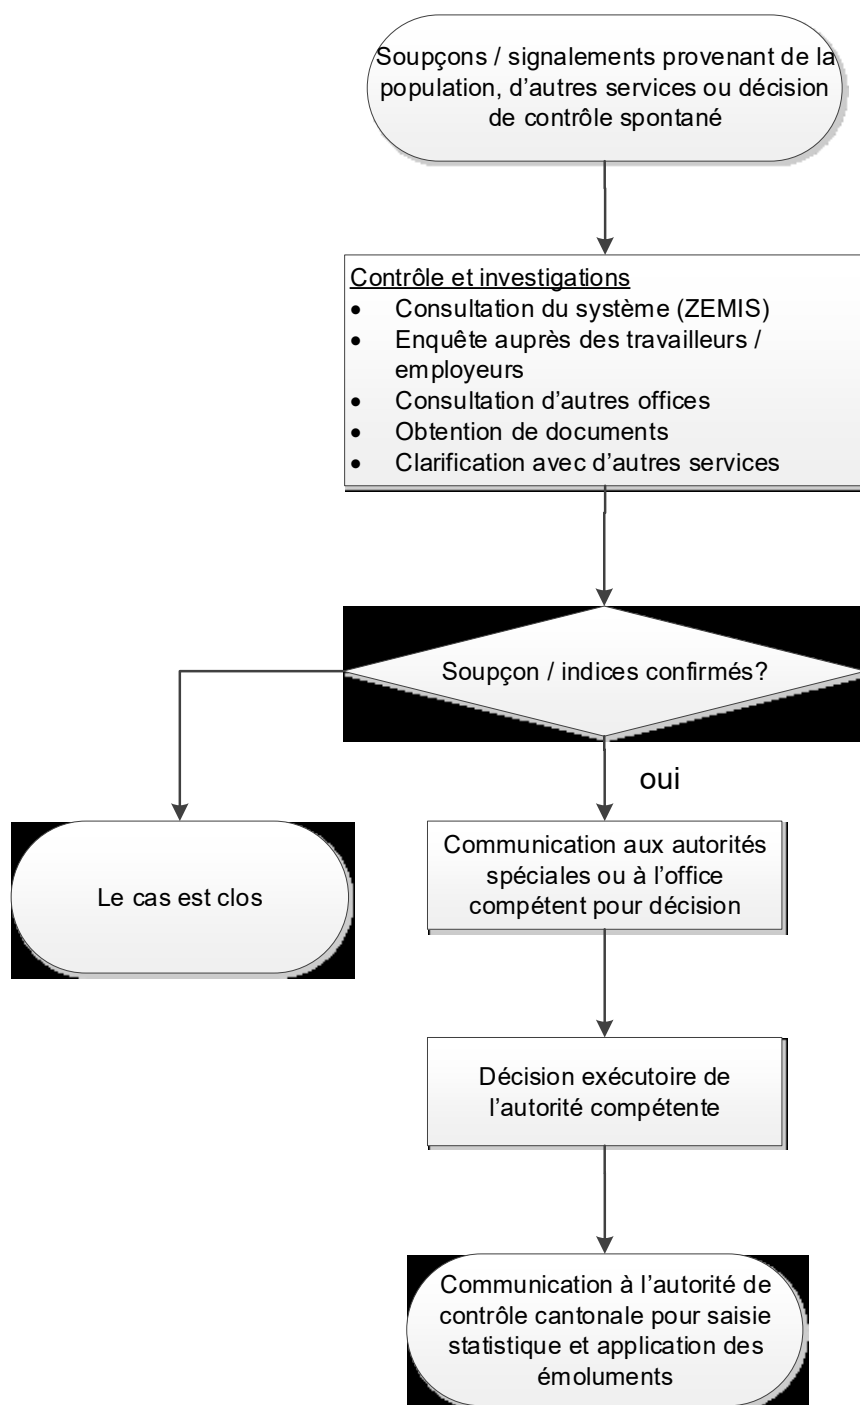 Soupçons / signalements provenant de la
population, d'autres services ou décision
de contrôle spontané
Contrôle et investigations
• Consultation du système (ZEMIS)
• Enquête auprès des travailleurs /
employeurs
• Consultation d'autres offices
• Obtention de documents
• Clarification avec d'autres services
Soupçon / indices confirmés?
oui
Communication aux autorités
spéciales ou à l'office
compétent pour décision
Le cas est clos
Décision exécutoire de
l'autorité compétente
Communication à l'autorité de
contrôle cantonale pour saisie
statistique et application des
émoluments